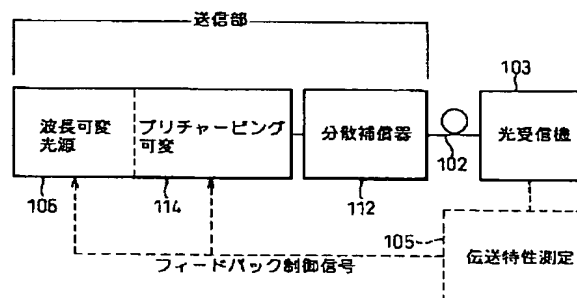 送信部
103
波長可変
光源
プリチャーピング
可変
分散補償器
光受信機
102
106
114
112
105
伝送特性測定
フィードバック制御信号